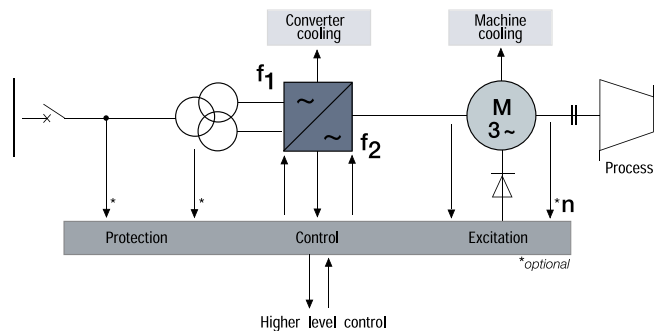 Converter
cooling
Machine
cooling
f1
~
~
f2
M
3 ~
Process
*
*
*n
Protection
Control
Excitation
*optional
Higher level control